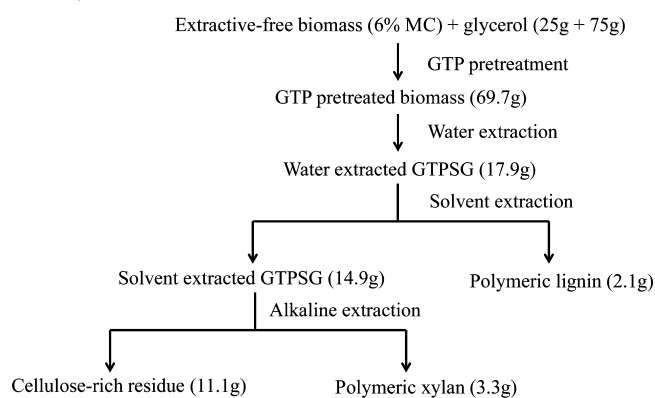 Extractive-free biomass (6% MC) + glycerol (25g + 75g)
GTP pretreatment
GTP pretreated biomass (69.7g)
Water extraction
Water extracted GTPSG (17.9g)
Solvent extraction
Solvent extracted GTPSG (14.9g)
Polymeric lignin (2.1g)
Alkaline extraction
Cellulose-rich residue (11.1g)
Polymeric xylan (3.3g)